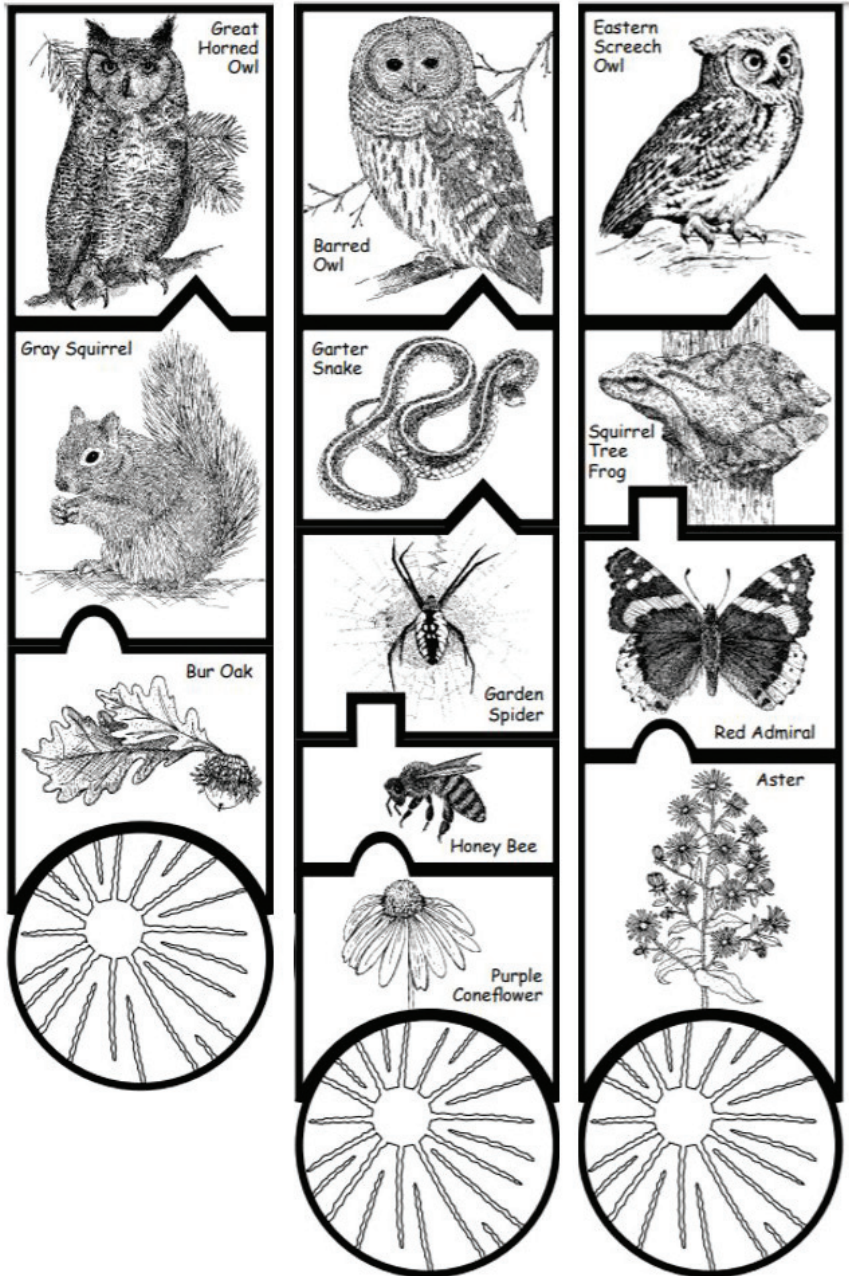 Great
Horned
Owl
Gray Squirrel
Bur Oak
Barred
Owl
Garter
Snake
Garden
Spider
Honey Bee
Purple
Coneflower
Eastern
Screech
Owl
Squirrel
Tree
Frog
Red Admiral
Aster